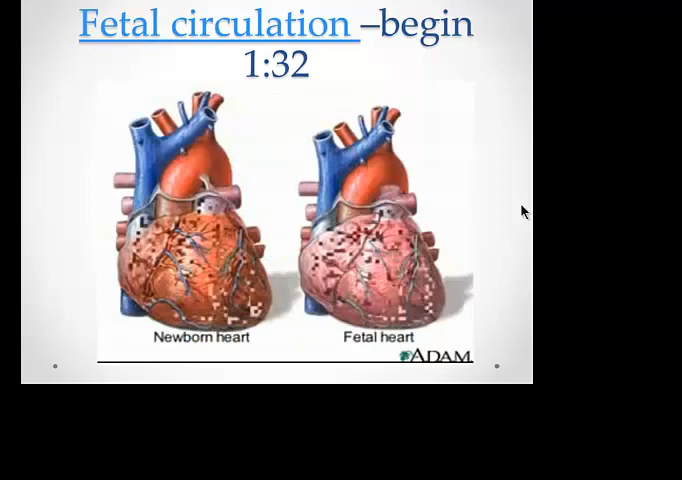 Fetal circulation –begin
1:32
Newborn heart
Fetal heart
ADAM